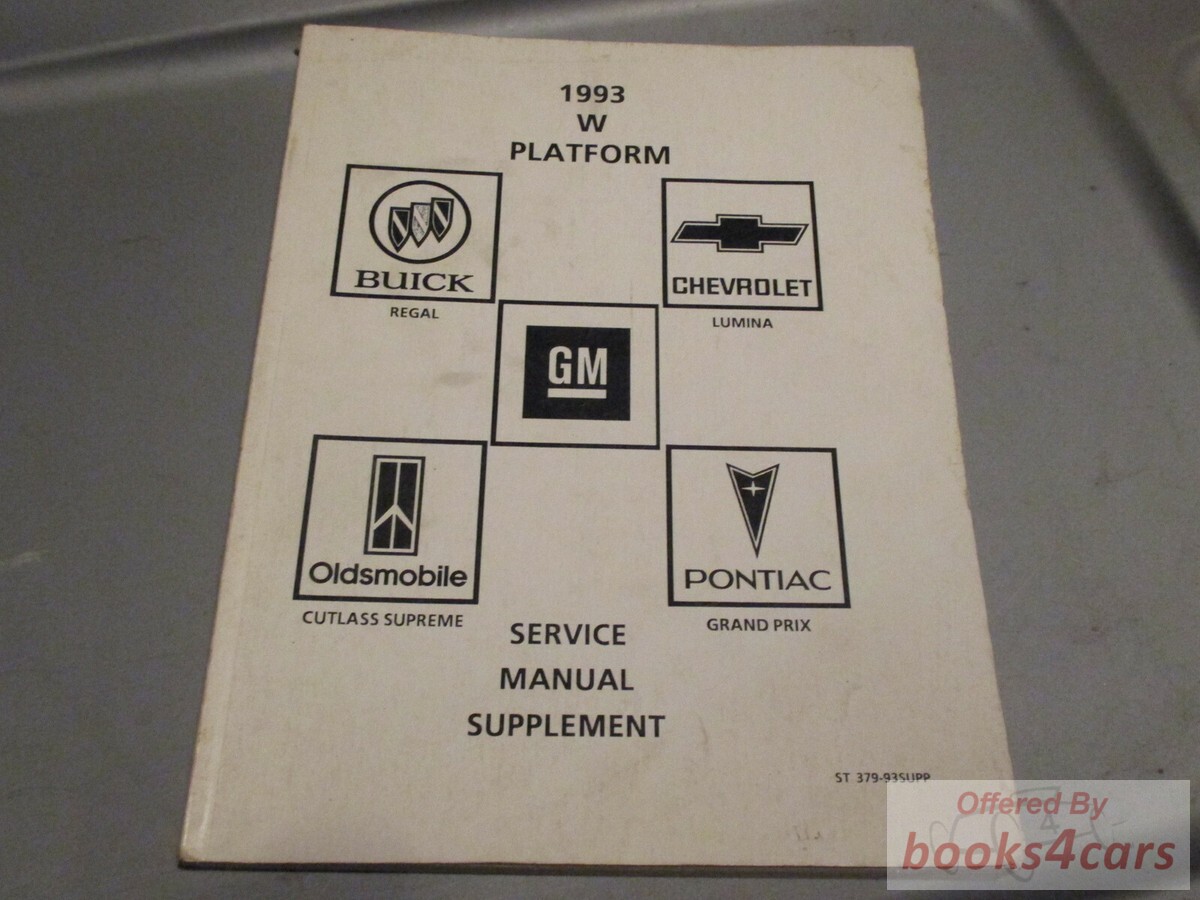 1993
W
PLATFORM
BUICK
REGAL
CHEVROLET
LUMINA
GM
Oldsmobile
CUTLASS SUPREME
PONTIAC
GRAND PRIX
SERVICE
MANUAL
SUPPLEMENT
ST 379-93SUPP
Offered By
books4cars